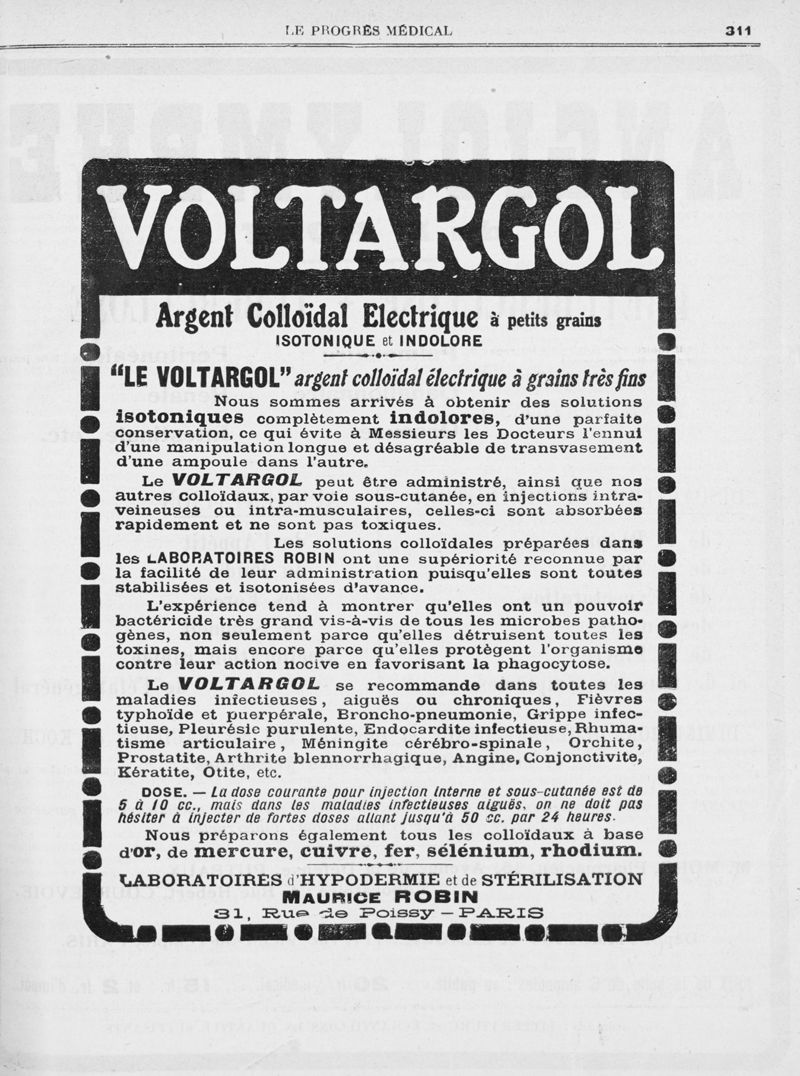 LE PROGRÈS MÉDICAL
311
VOLTARGOL
Argent Colloïdal Electrique à petits grains
ISOTONIQUE et INDOLORE
"LE VOLTARGOL" argent colloïdal électrique à grains très fins
Nous sommes arrivés à obtenir des solutions
isotoniques complètement indolores, d'une parfaite
conservation, ce qui évite à Messieurs les Docteurs l'ennui
d'une manipulation longue et désagréable de transvasement
d'une ampoule dans l'autre.
Le VOLTARGOL peut être administré, ainsi que nos
autres colloïdaux, par voie sous-cutanée, en injections intra-
veineuses ou intra-musculaires, celles-ci sont absorbées
rapidement et ne sont pas toxiques.
Les solutions colloïdales préparées dans
les LABORATOIRES ROBIN ont une supériorité reconnue par
la facilité de leur administration puisqu'elles sont toutes
stabilisées et isotonisées d'avance.
L'expérience tend à montrer qu'elles ont un pouvoir
bactéricide très grand vis-à-vis de tous les microbes patho-
gènes, non seulement parce qu'elles détruisent toutes les
toxines, mais encore parce qu'elles protègent l'organisme
contre leur action nocive en favorisant la phagocytose.
Le VOLTARGOL se recommande dans toutes les
maladies infectieuses, aiguës ou chroniques, Fièvres
typhoïde et puerpérale, Broncho-pneumonie, Grippe infec-
tieuse, Pleurésie purulente, Endocardite infectieuse, Rhuma-
tisme articulaire, Méningite cérébro-spinale, Orchite,
Prostatite, Arthrite blennorrhagique, Angine, Conjonctivite,
Kératite, Otite, etc.
DOSE. — La dose courante pour injection interne et sous-cutanée est de
5 à 10 cc., mais dans les maladies infectieuses aiguës, on ne doit pas
hésiter à injecter de fortes doses allant jusqu'à 50 cc. par 24 heures.
Nous préparons également tous les colloïdaux à base
d'or, de mercure, cuivre, fer, sélénium, rhodium.
LABORATOIRES d'HYPODERMIE et de STÉRILISATION
MAURICE ROBIN
31, Rue de Poissy — PARIS